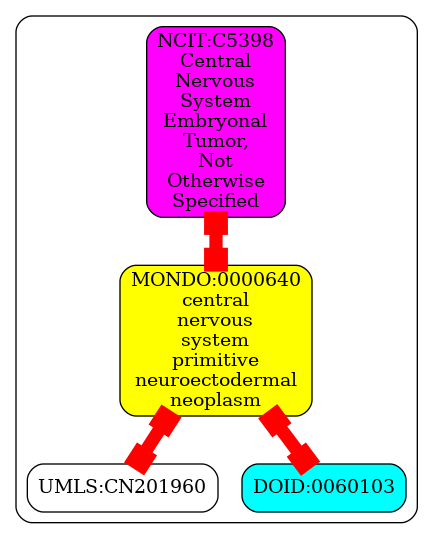 NCIT:C5398
Central
Nervous
System
Embryonal
Tumor,
Not
Otherwise
Specified
MONDO:0000640
central
nervous
system
primitive
neuroectodermal
neoplasm
UMLS:CN201960
DOID:0060103